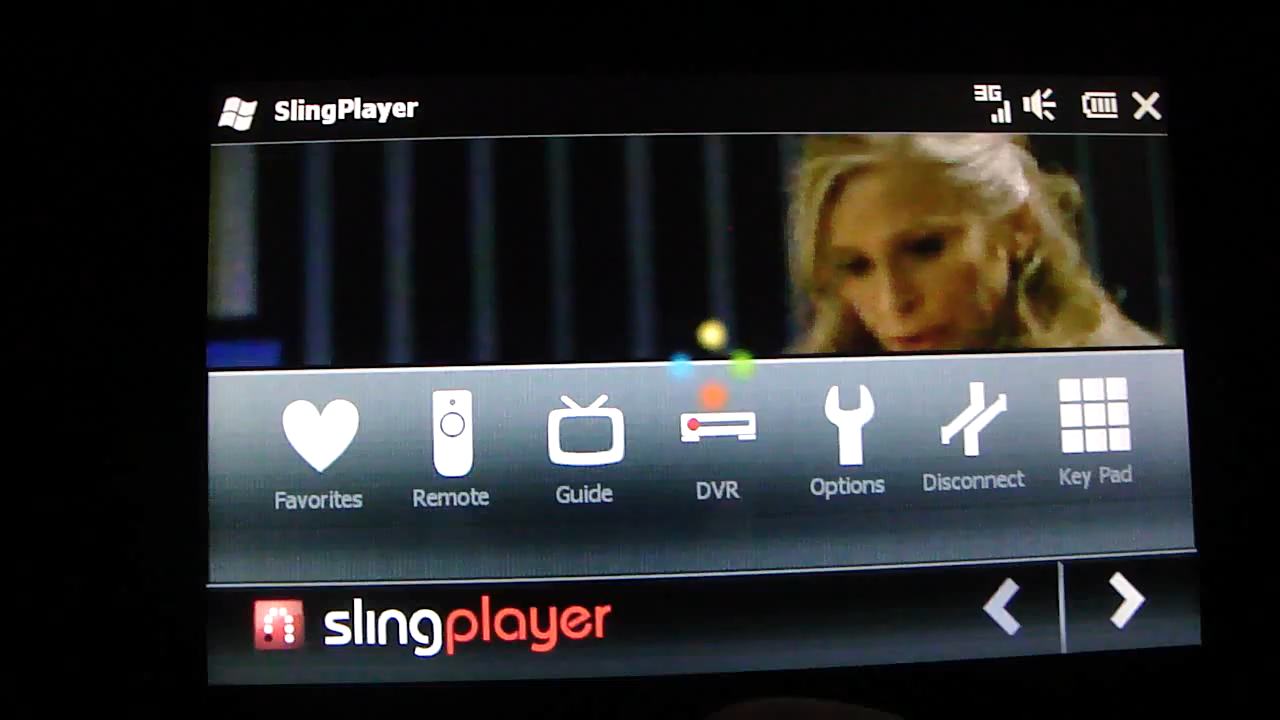 SlingPlayer
3G
Favorites
Remote
Guide
DVR
Options
Disconnect
Key Pad
slingplayer